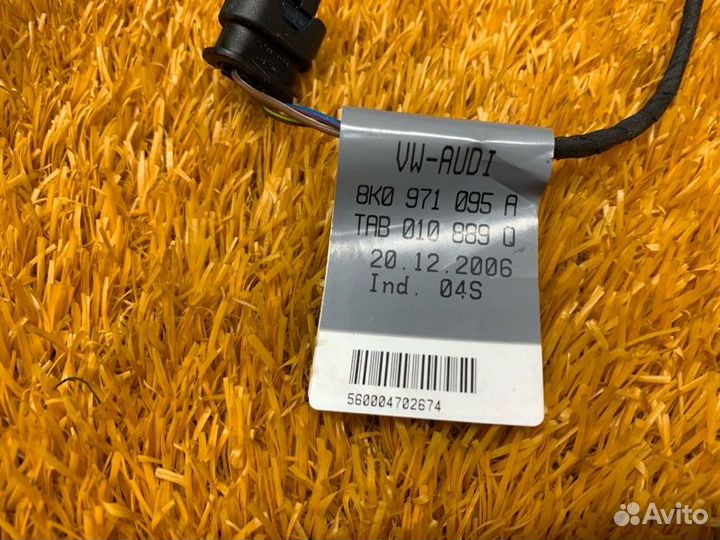 VW-AUDI
8K0 971 095 A
TAB 010 889 Q
20.12.2006
Ind. 04S
560004702674
Avito